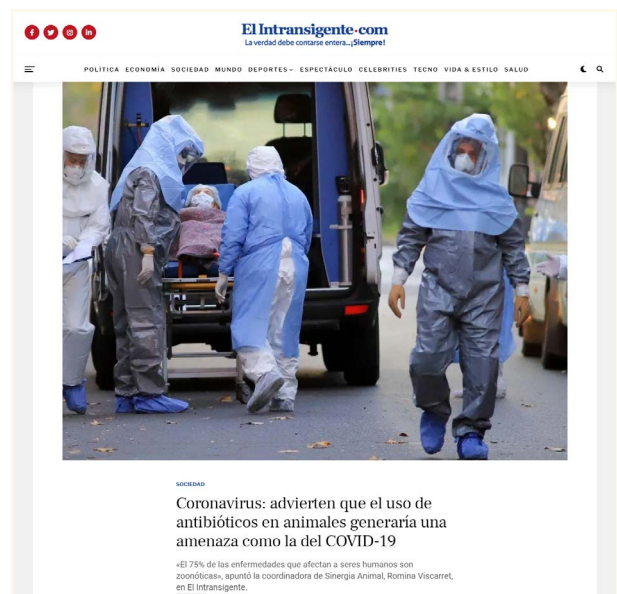 El Intransigente.com
La verdad debe contarse entera...¡Siempre!
POLÍTICA ECONOMÍA SOCIEDAD MUNDO DEPORTES ESPECTÁCULO CELEBRITIES TECNO VIDA & ESTILO SALUD
SOCIEDAD
Coronavirus: advierten que el uso de
antibióticos en animales generaría una
amenaza como la del COVID-19
«El 75% de las enfermedades que afectan a seres humanos son
zoonóticas», apuntó la coordinadora de Sinergia Animal, Romina Viscarret,
en El Intransigente.